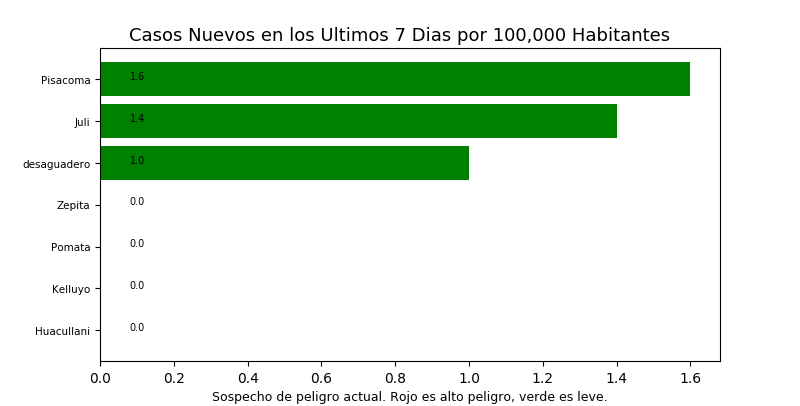 Casos Nuevos en los Ultimos 7 Dias por 100,000 Habitantes
Pisacoma 1.6
Juli 1.4
desaguadero 1.0
Zepita 0.0
Pomata 0.0
Kelluyo 0.0
Huacullani 0.0
0.0 0.2 0.4 0.6 0.8 1.0 1.2 1.4 1.6
Sospecho de peligro actual. Rojo es alto peligro, verde es leve.